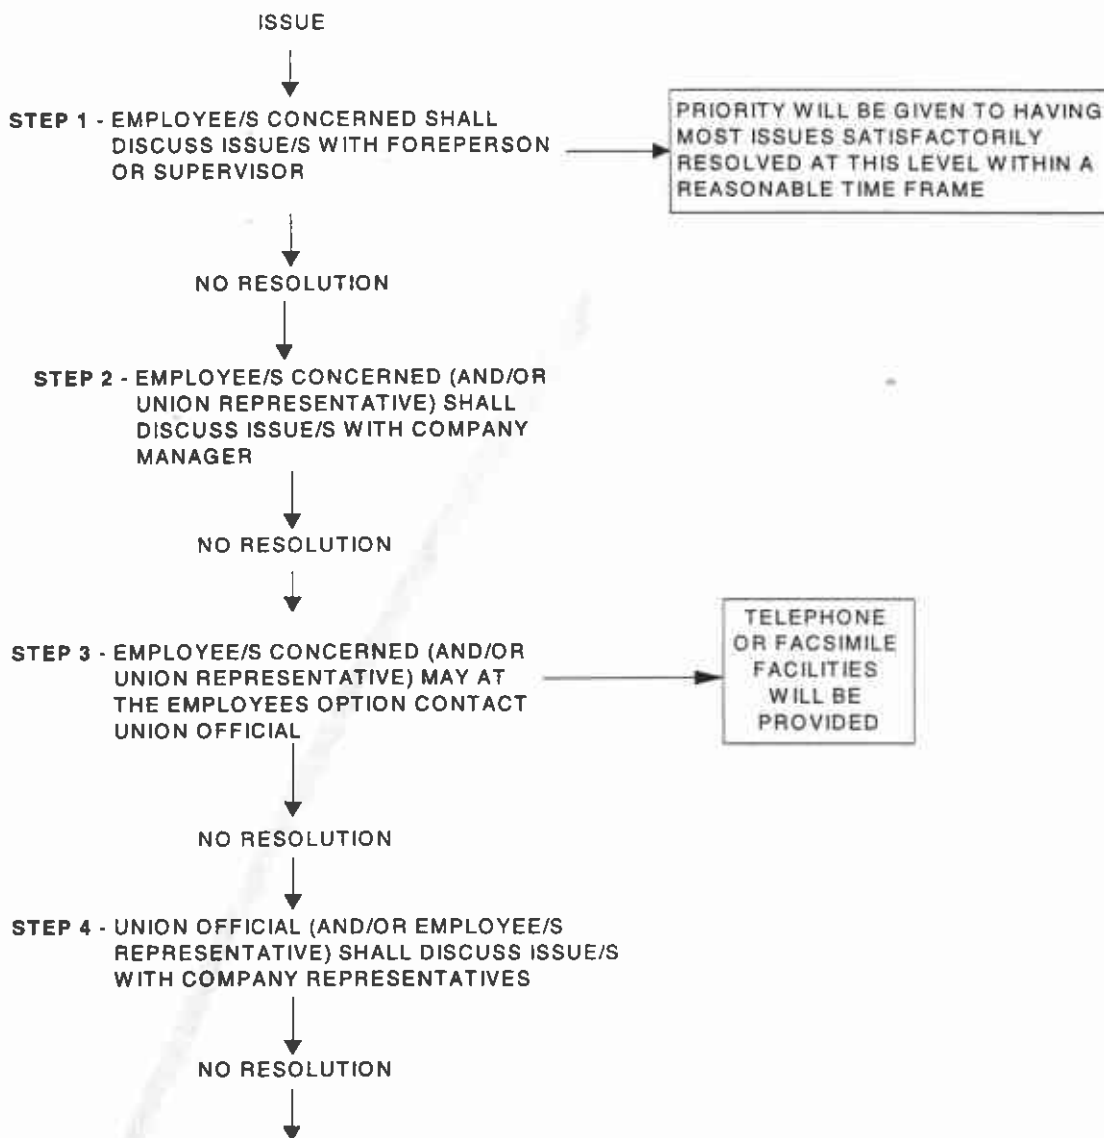 ISSUE
STEP 1 - EMPLOYEE/S CONCERNED SHALL
DISCUSS ISSUE/S WITH FOREPERSON
OR SUPERVISOR
PRIORITY WILL BE GIVEN TO HAVING
MOST ISSUES SATISFACTORILY
RESOLVED AT THIS LEVEL WITHIN A
REASONABLE TIME FRAME
NO RESOLUTION
STEP 2 - EMPLOYEE/S CONCERNED (AND/OR
UNION REPRESENTATIVE) SHALL
DISCUSS ISSUE/S WITH COMPANY
MANAGER
NO RESOLUTION
STEP 3 - EMPLOYEE/S CONCERNED (AND/OR
UNION REPRESENTATIVE) MAY AT
THE EMPLOYEES OPTION CONTACT
UNION OFFICIAL
TELEPHONE
OR FACSIMILE
FACILITIES
WILL BE
PROVIDED
NO RESOLUTION
STEP 4 - UNION OFFICIAL (AND/OR EMPLOYEE/S
REPRESENTATIVE) SHALL DISCUSS ISSUE/S
WITH COMPANY REPRESENTATIVES
NO RESOLUTION